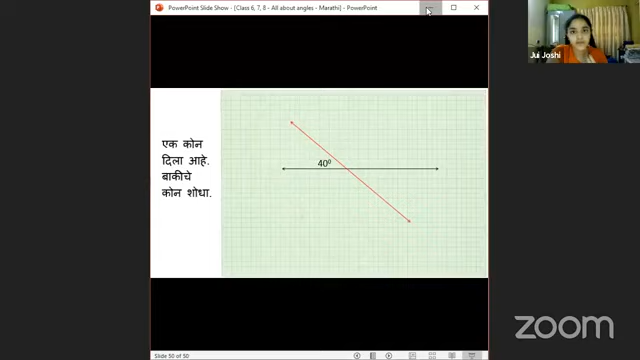 PowerPoint Slide Show - [Class 6, 7, 8 - All about angles - Marathi] - PowerPoint
Jui Joshi
एक कोन
दिला आहे.
बाकीचे
कोन शोधा.
40⁰
zoom
Slide 50 of 50